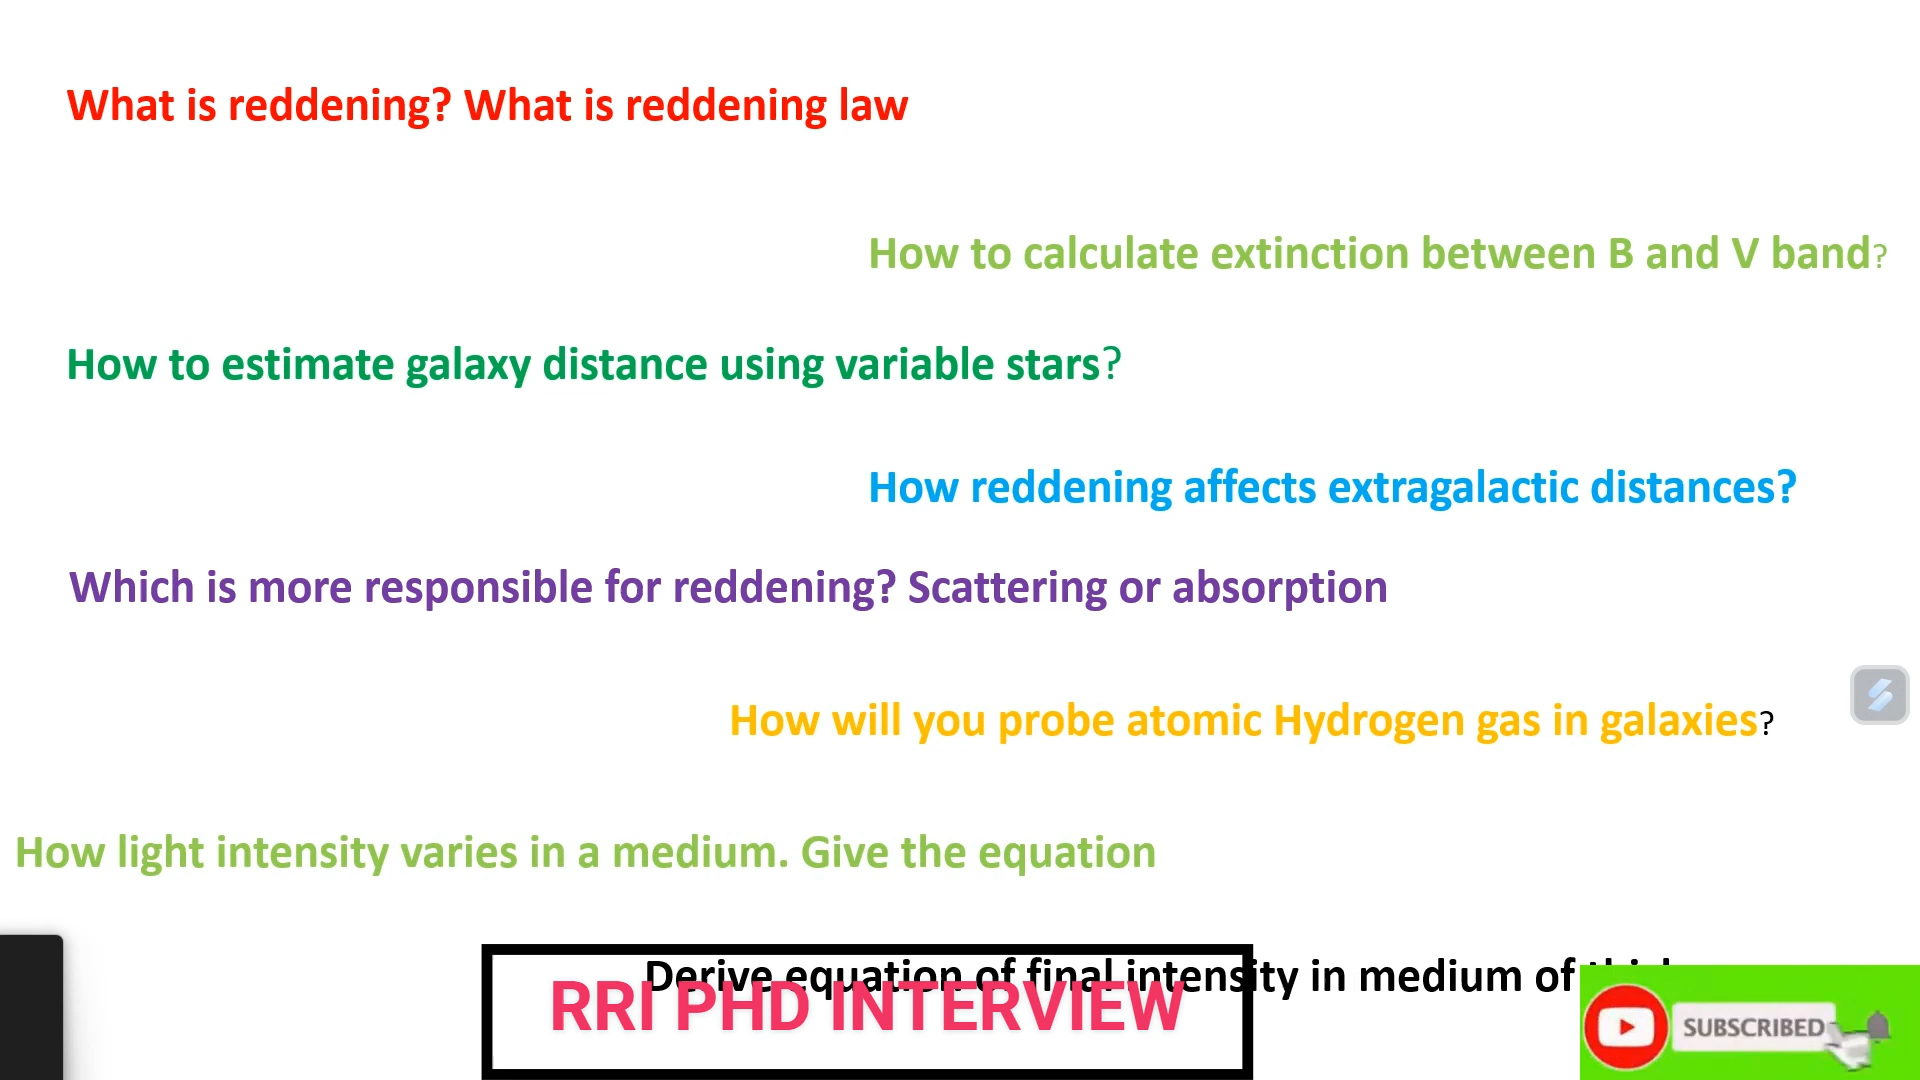 What is reddening? What is reddening law
How to calculate extinction between B and V band?
How to estimate galaxy distance using variable stars?
How reddening affects extragalactic distances?
Which is more responsible for reddening? Scattering or absorption
How will you probe atomic Hydrogen gas in galaxies?
How light intensity varies in a medium. Give the equation
Derive equation of final intensity in medium of
RRI PHD INTERVIEW
SUBSCRIBED